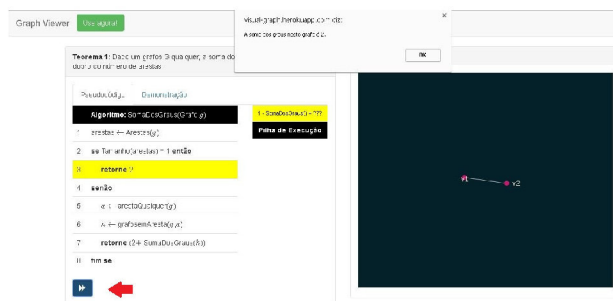 Graph Viewer
Use agora!
visual-graph.herokuapp.com diz:
A soma dos graus neste grafo é 2.
OK
Teorema 1: Dado um grafos G qualquer, a soma do
dobro do número de arestas
Pseudocódigo Demonstração
Algoritmo: SomaDosGraus(Grafo g)
1 arestas ← Arestas(g)
2 se Tamanho(arestas) = 1 então
3 retorne 2
4 senão
5 a ← arestaQualquer(g)
6 h ← grafosemAresta(g,a)
7 retorne (2+ SomaDosGraus(h))
8 fim se
1 - SomaDosGraus() = ???
Pilha de Execução
v1
v2